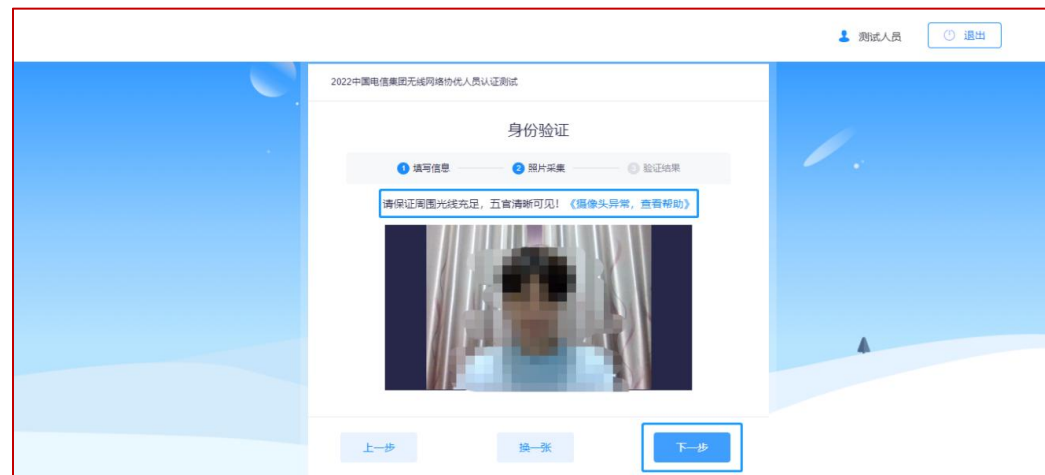 测试人员 退出
2022中国电信集团无线网络协优人员认证测试
身份验证
1 填写信息 2 照片采集 3 验证结果
请保证周围光线充足，五官清晰可见！《摄像头异常，查看帮助》
上一步 换一张 下一步